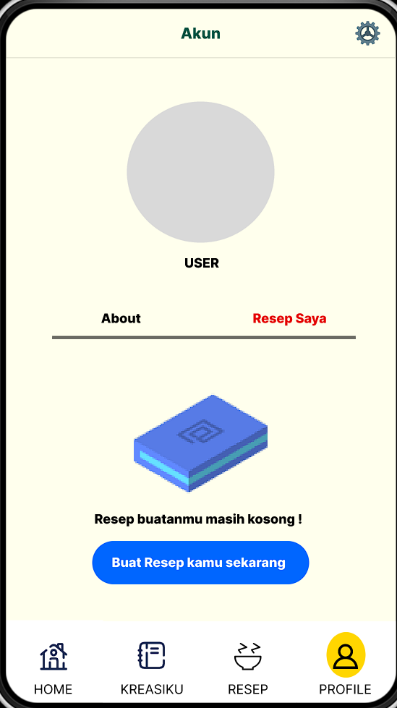 Akun
USER
About Resep Saya
Resep buatanmu masih kosong !
Buat Resep kamu sekarang
HOME KREASIKU RESEP PROFILE